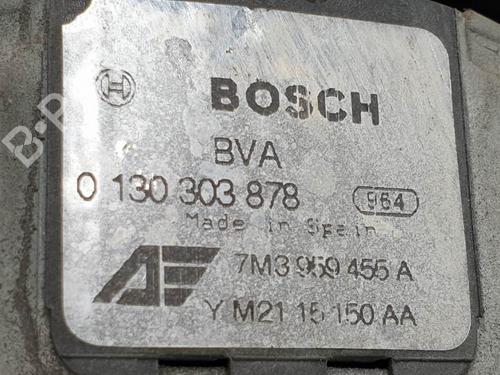 BOSCH
BVA
0 130 303 878
964
Made in Spain
7M3 959 455 A
YM21 15 150 AA